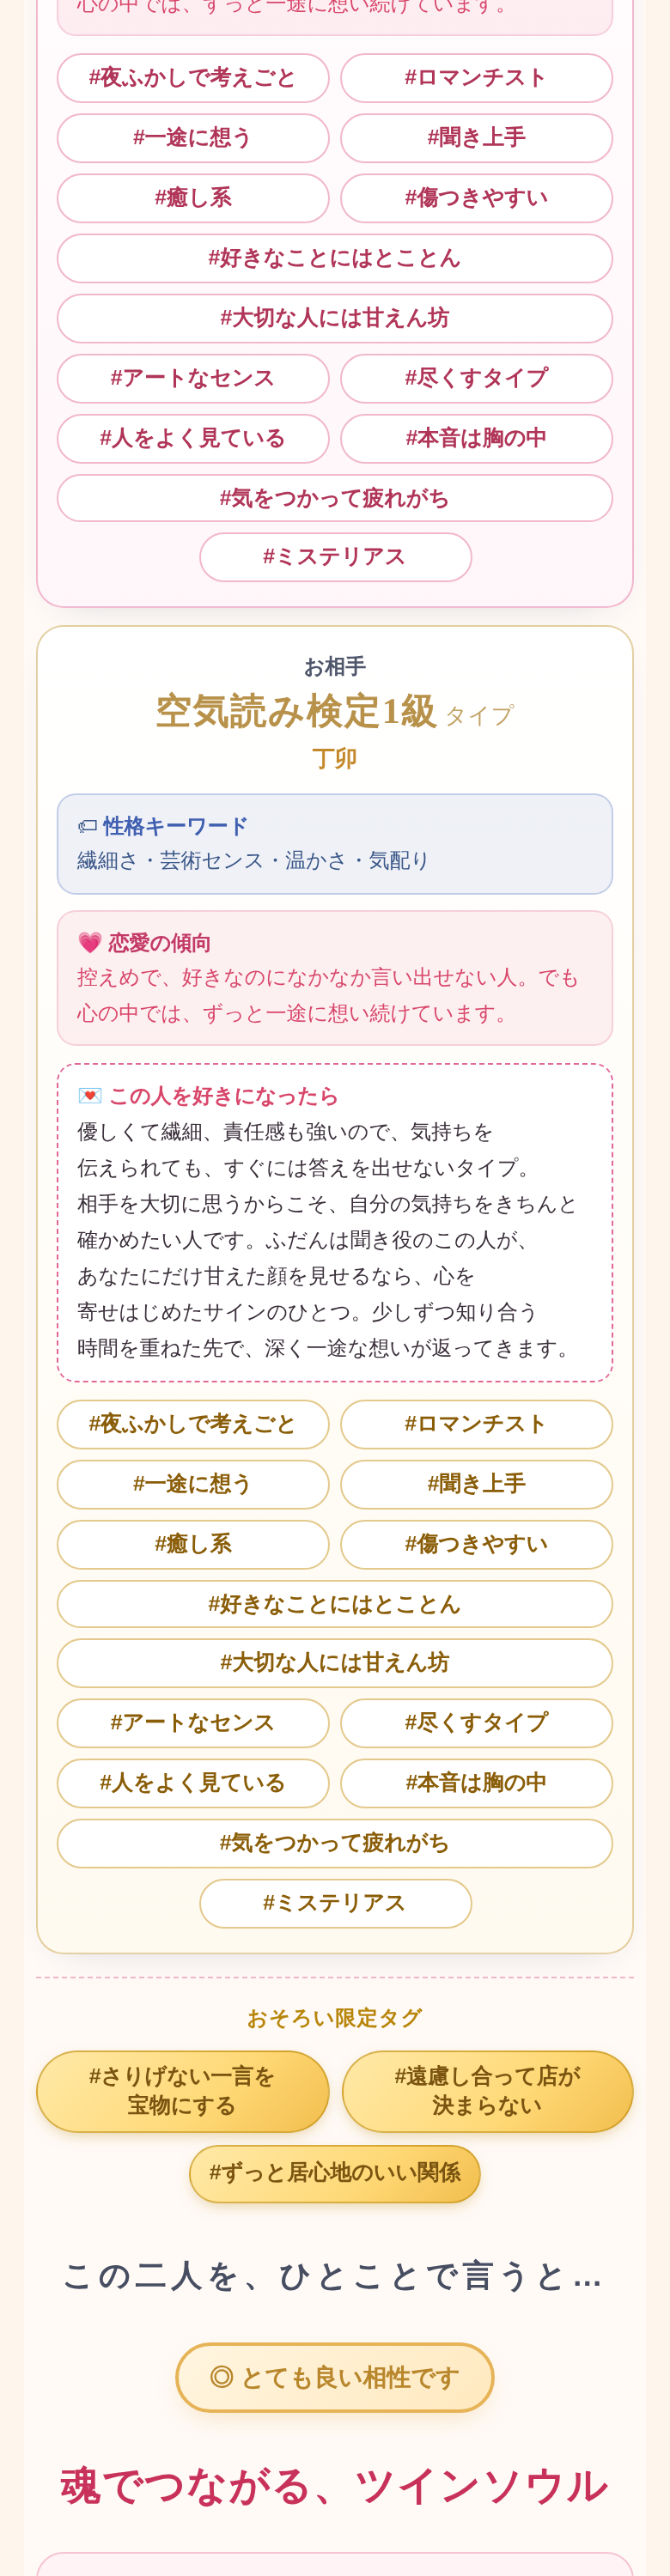 心の中では、ずっと一途に想い続けています。
#夜ふかしで考えごと
#ロマンチスト
#一途に想う
#聞き上手
#癒し系
#傷つきやすい
#好きなことにはとことん
#大切な人には甘えん坊
#アートなセンス
#尽くすタイプ
#人をよく見ている
#本音は胸の中
#気をつかって疲れがち
#ミステリアス
お相手
空気読み検定1級 タイプ
丁卯
🏷 性格キーワード
繊細さ・芸術センス・温かさ・気配り
💗 恋愛の傾向
控えめで、好きなのになかなか言い出せない人。でも
心の中では、ずっと一途に想い続けています。
💌 この人を好きになったら
優しくて繊細、責任感も強いので、気持ちを
伝えられても、すぐには答えを出せないタイプ。
相手を大切に思うからこそ、自分の気持ちをきちんと
確かめたい人です。ふだんは聞き役のこの人が、
あなたにだけ甘えた顔を見せるなら、心を
寄せはじめたサインのひとつ。少しずつ知り合う
時間を重ねた先で、深く一途な想いが返ってきます。
#夜ふかしで考えごと
#ロマンチスト
#一途に想う
#聞き上手
#癒し系
#傷つきやすい
#好きなことにはとことん
#大切な人には甘えん坊
#アートなセンス
#尽くすタイプ
#人をよく見ている
#本音は胸の中
#気をつかって疲れがち
#ミステリアス
おそろい限定タグ
#さりげない一言を
宝物にする
#遠慮し合って店が
決まらない
#ずっと居心地のいい関係
この二人を、ひとことで言うと…
◎ とても良い相性です
魂でつながる、ツインソウル